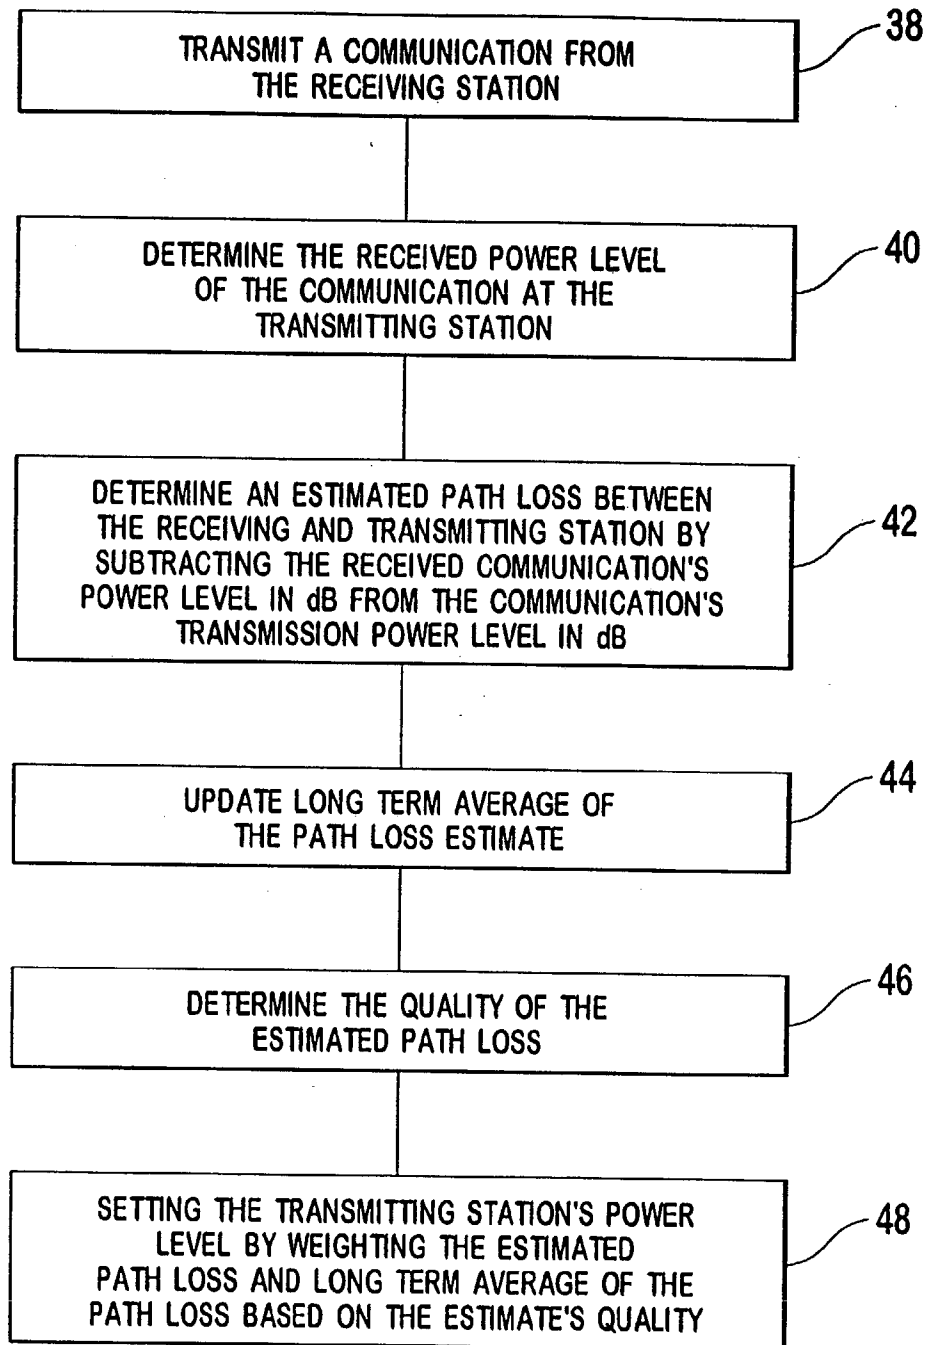 38
TRANSMIT A COMMUNICATION FROM
THE RECEIVING STATION
40
DETERMINE THE RECEIVED POWER LEVEL
OF THE COMMUNICATION AT THE
TRANSMITTING STATION
42
DETERMINE AN ESTIMATED PATH LOSS BETWEEN
THE RECEIVING AND TRANSMITTING STATION BY
SUBTRACTING THE RECEIVED COMMUNICATION'S
POWER LEVEL IN dB FROM THE COMMUNICATION'S
TRANSMISSION POWER LEVEL IN dB
44
UPDATE LONG TERM AVERAGE OF
THE PATH LOSS ESTIMATE
46
DETERMINE THE QUALITY OF THE
ESTIMATED PATH LOSS
48
SETTING THE TRANSMITTING STATION'S POWER
LEVEL BY WEIGHTING THE ESTIMATED
PATH LOSS AND LONG TERM AVERAGE OF THE
PATH LOSS BASED ON THE ESTIMATE'S QUALITY